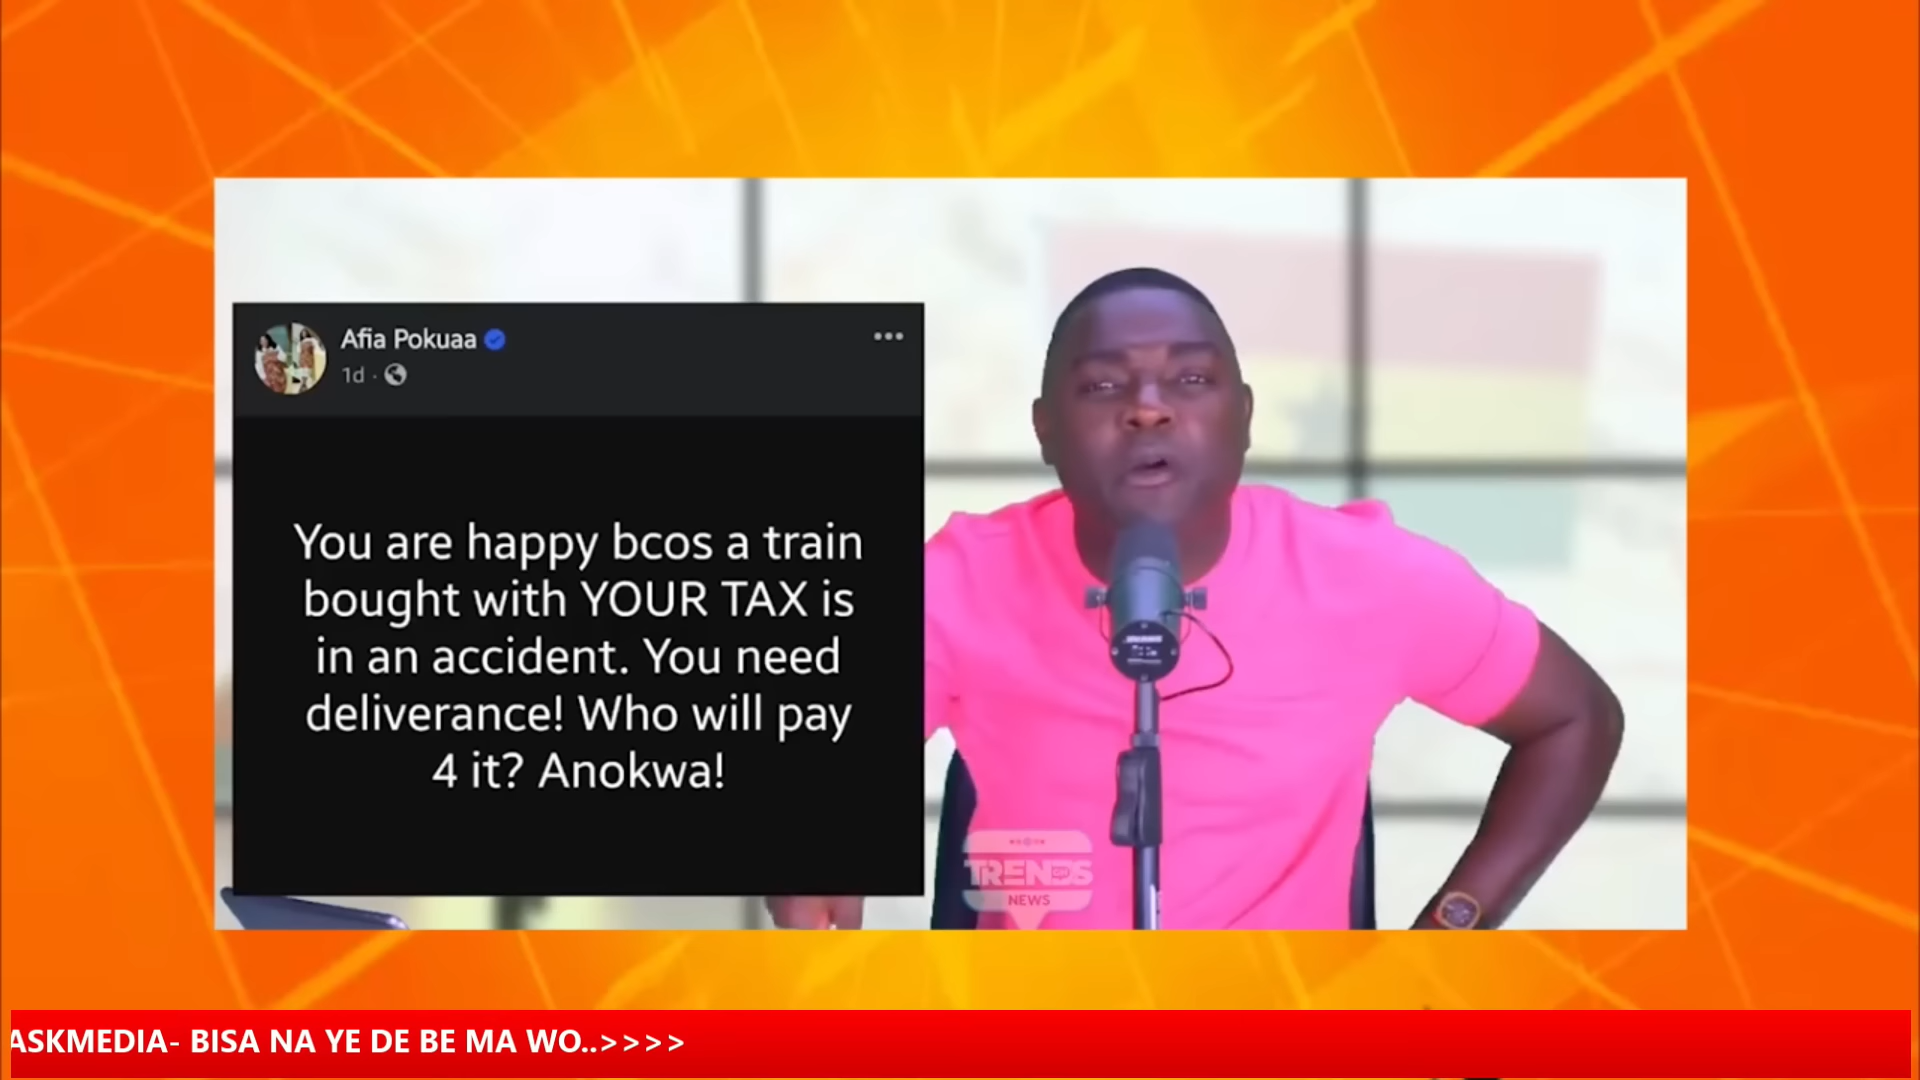 Afia Pokuaa
1d ·
You are happy bcos a train
bought with YOUR TAX is
in an accident. You need
deliverance! Who will pay
4 it? Anokwa!
TRENDS
GH
NEWS
ASKMEDIA- BISA NA YE DE BE MA WO..>>>>